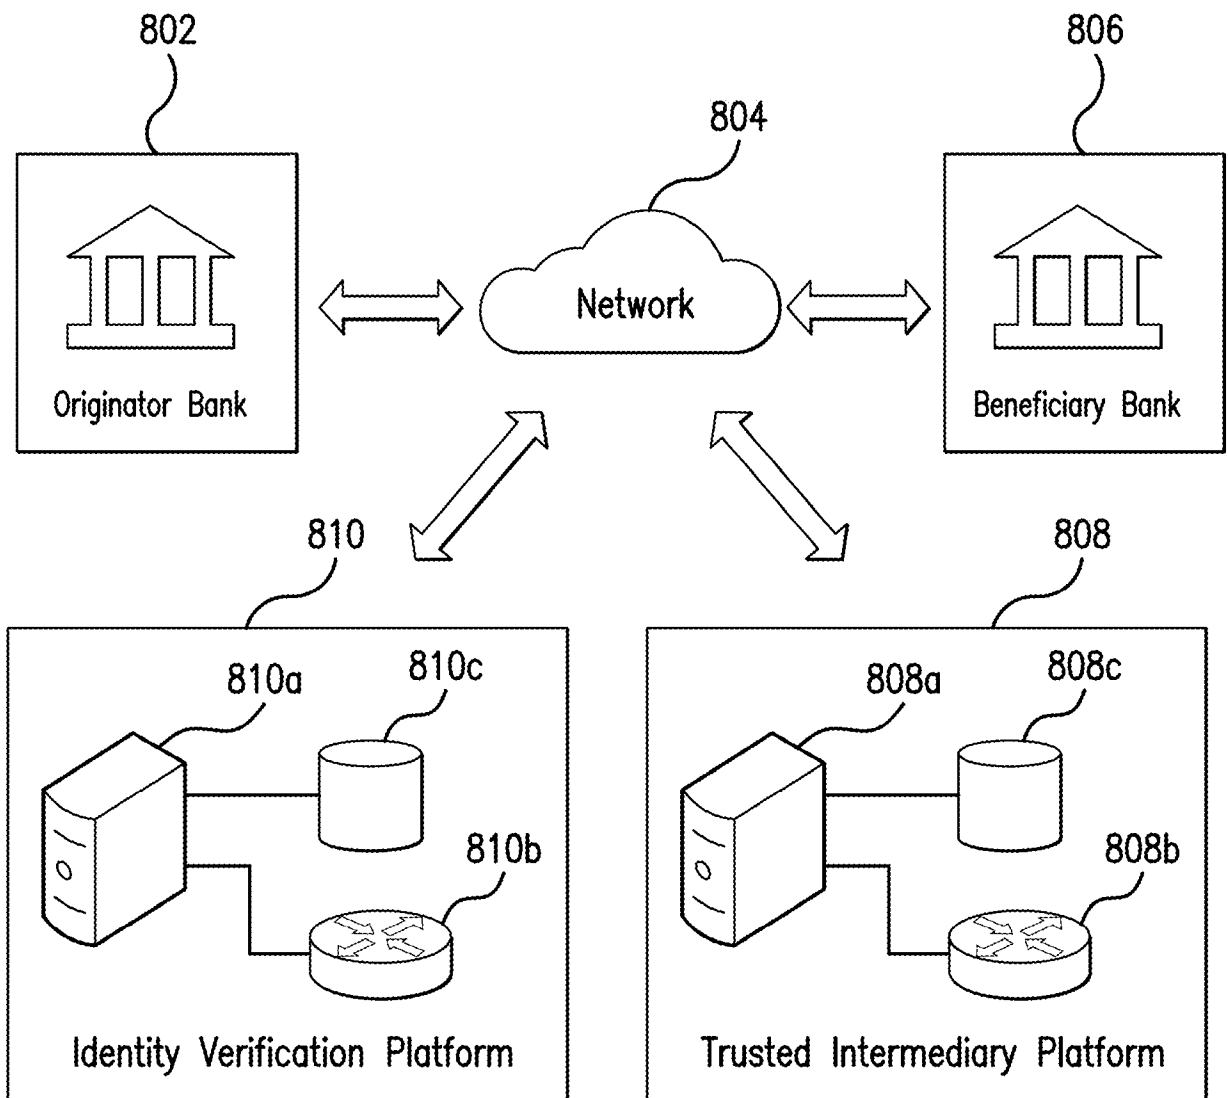 802
806
804
Network
Originator Bank
Beneficiary Bank
810
808
810a
810c
808a
808c
810b
808b
Identity Verification Platform
Trusted Intermediary Platform